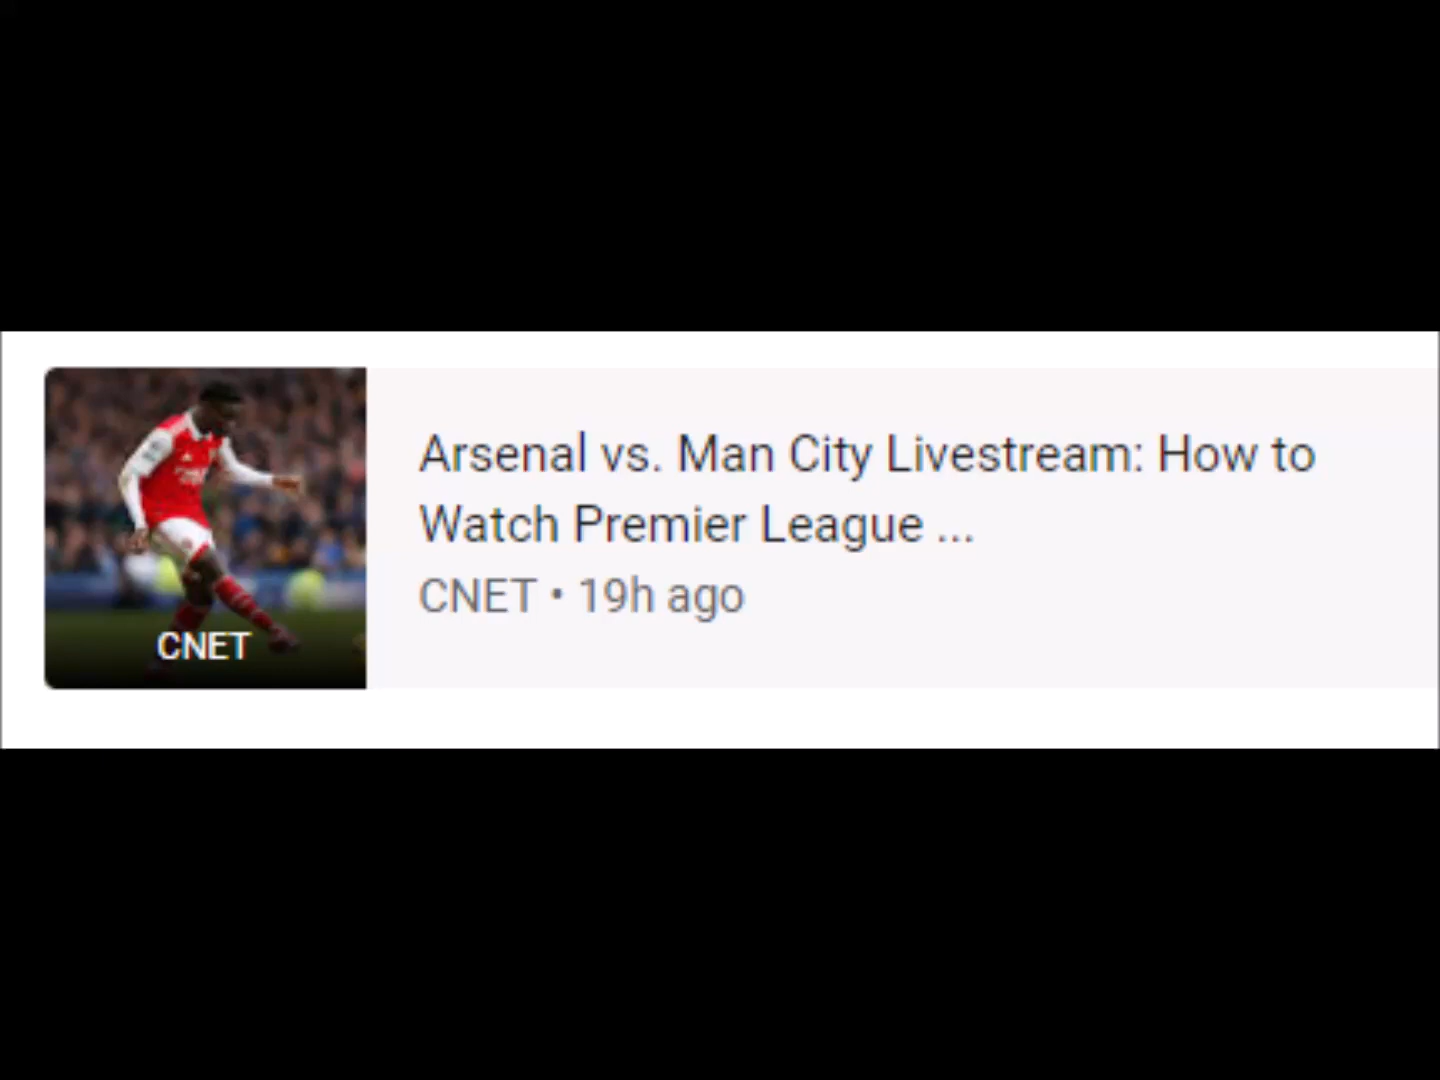 Arsenal vs. Man City Livestream: How to
Watch Premier League ...
CNET • 19h ago
CNET